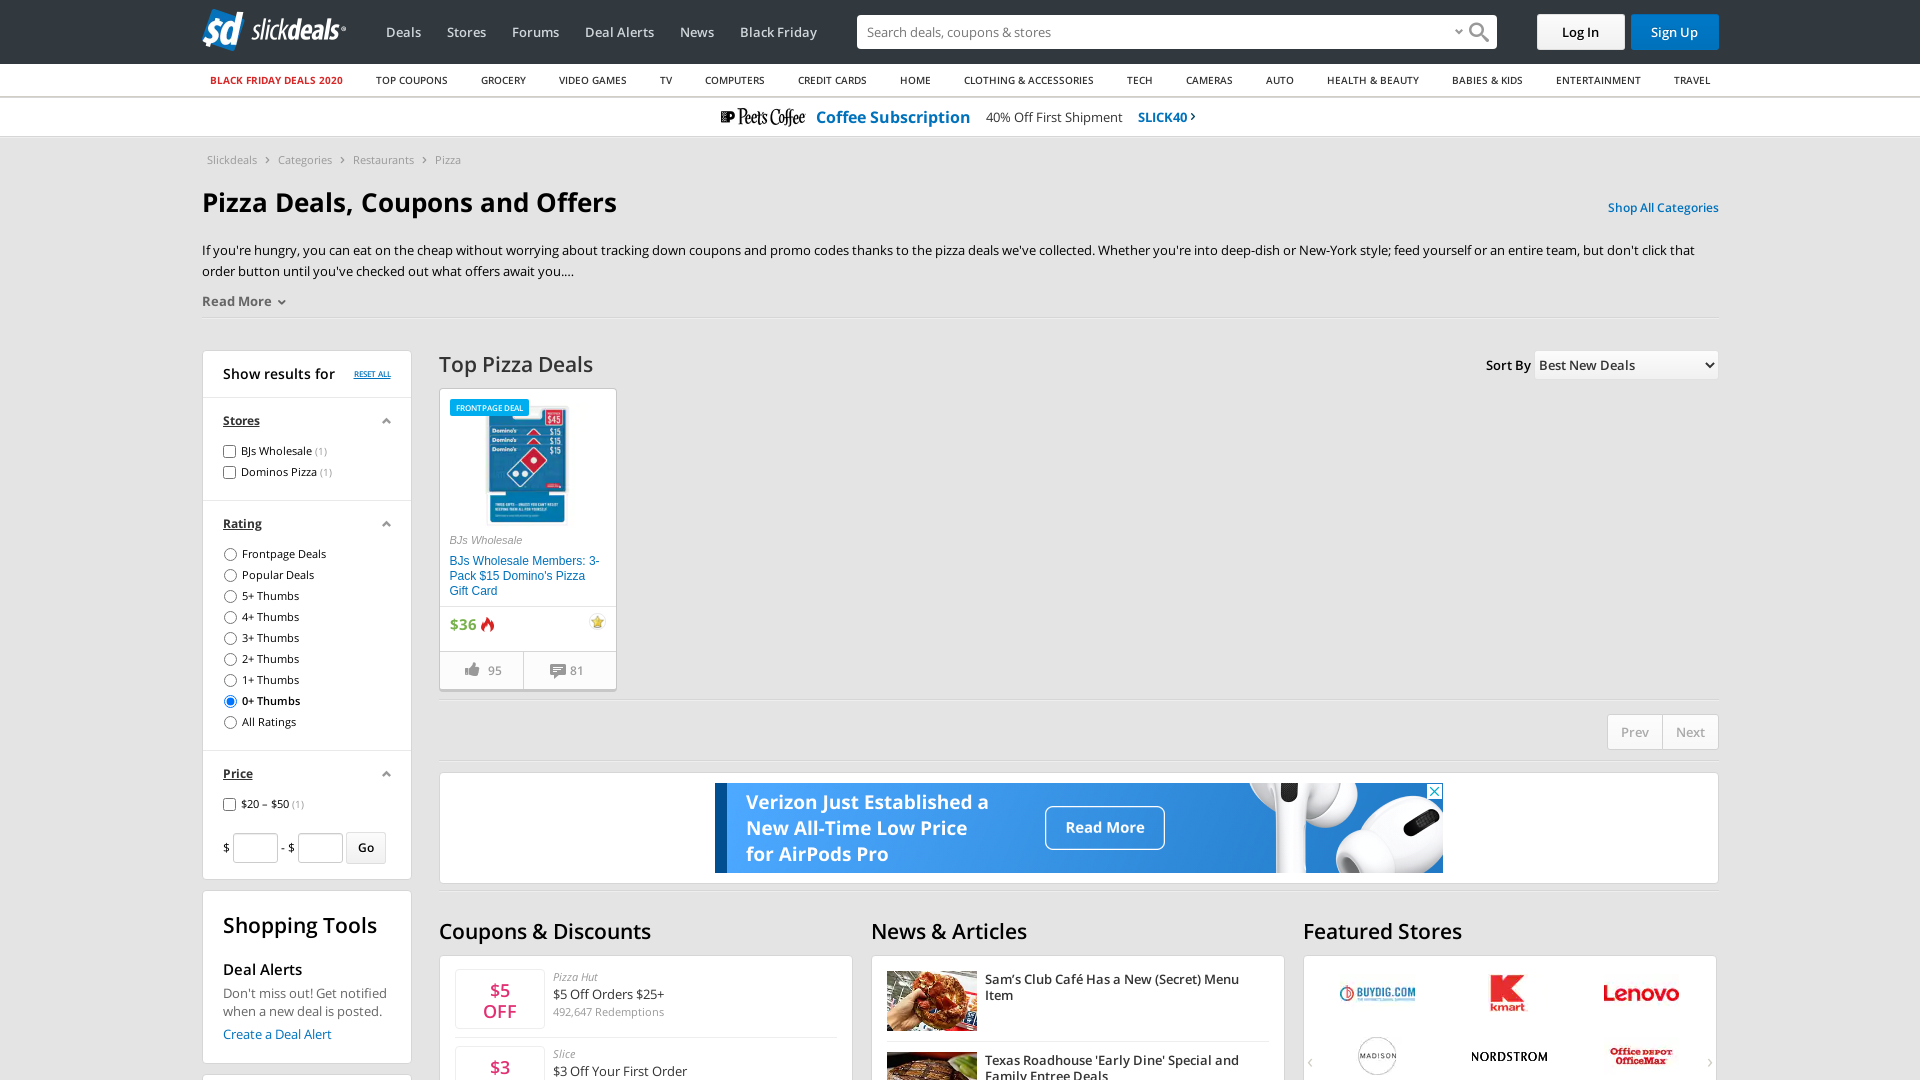 sd slickdeals
Deals
Stores
Forums
Deal Alerts
News
Black Friday
Search deals, coupons & stores
Log In
Sign Up
BLACK FRIDAY DEALS 2020
TOP COUPONS
GROCERY
VIDEO GAMES
TV
COMPUTERS
CREDIT CARDS
HOME
CLOTHING & ACCESSORIES
TECH
CAMERAS
AUTO
HEALTH & BEAUTY
BABIES & KIDS
ENTERTAINMENT
TRAVEL
Peet's Coffee Coffee Subscription 40% Off First Shipment SLICK40
Slickdeals > Categories > Restaurants > Pizza
Pizza Deals, Coupons and Offers
Shop All Categories
If you're hungry, you can eat on the cheap without worrying about tracking down coupons and promo codes thanks to the pizza deals we've collected. Whether you're into deep-dish or New-York style; feed yourself or an entire team, but don't click that
order button until you've checked out what offers await you....
Read More
Show results for RESET ALL
Stores
BJs Wholesale (1)
Dominos Pizza (1)
Rating
Frontpage Deals
Popular Deals
5+ Thumbs
4+ Thumbs
3+ Thumbs
2+ Thumbs
1+ Thumbs
0+ Thumbs
All Ratings
Price
$20 – $50 (1)
$ - $ Go
Shopping Tools
Deal Alerts
Don't miss out! Get notified
when a new deal is posted.
Create a Deal Alert
Top Pizza Deals
Sort By Best New Deals
FRONTPAGE DEAL
$45
Domino's $15
$15
Domino's $15
BJs Wholesale
BJs Wholesale Members: 3-
Pack $15 Domino's Pizza
Gift Card
$36
95
81
Prev
Next
Verizon Just Established a
New All-Time Low Price
for AirPods Pro
Read More
Coupons & Discounts
$5
OFF
Pizza Hut
$5 Off Orders $25+
492,647 Redemptions
$3
Slice
$3 Off Your First Order
News & Articles
Sam's Club Café Has a New (Secret) Menu
Item
Texas Roadhouse 'Early Dine' Special and
Family Entree Deals
Featured Stores
BUYDIG.COM
kmart
Lenovo
MADISON
NORDSTROM
Office DEPOT
OfficeMax